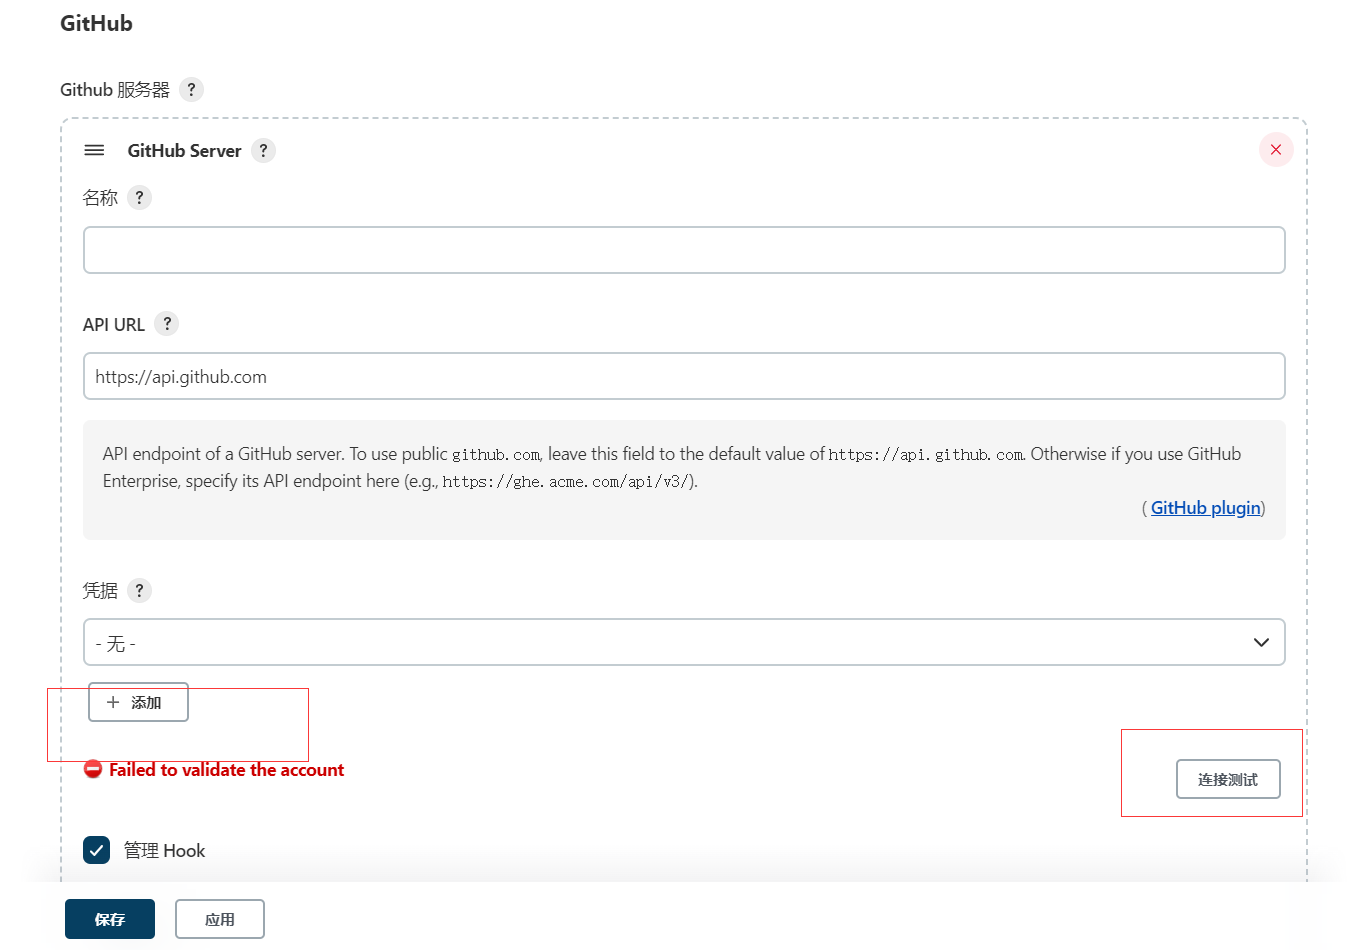 GitHub
Github 服务器 ?
GitHub Server ?
名称 ?
API URL ?
https://api.github.com
API endpoint of a GitHub server. To use public github.com, leave this field to the default value of https://api.github.com. Otherwise if you use GitHub
Enterprise, specify its API endpoint here (e.g., https://ghe.acme.com/api/v3/).
( GitHub plugin)
凭据 ?
- 无 -
+ 添加
Failed to validate the account
连接测试
管理 Hook
保存 应用